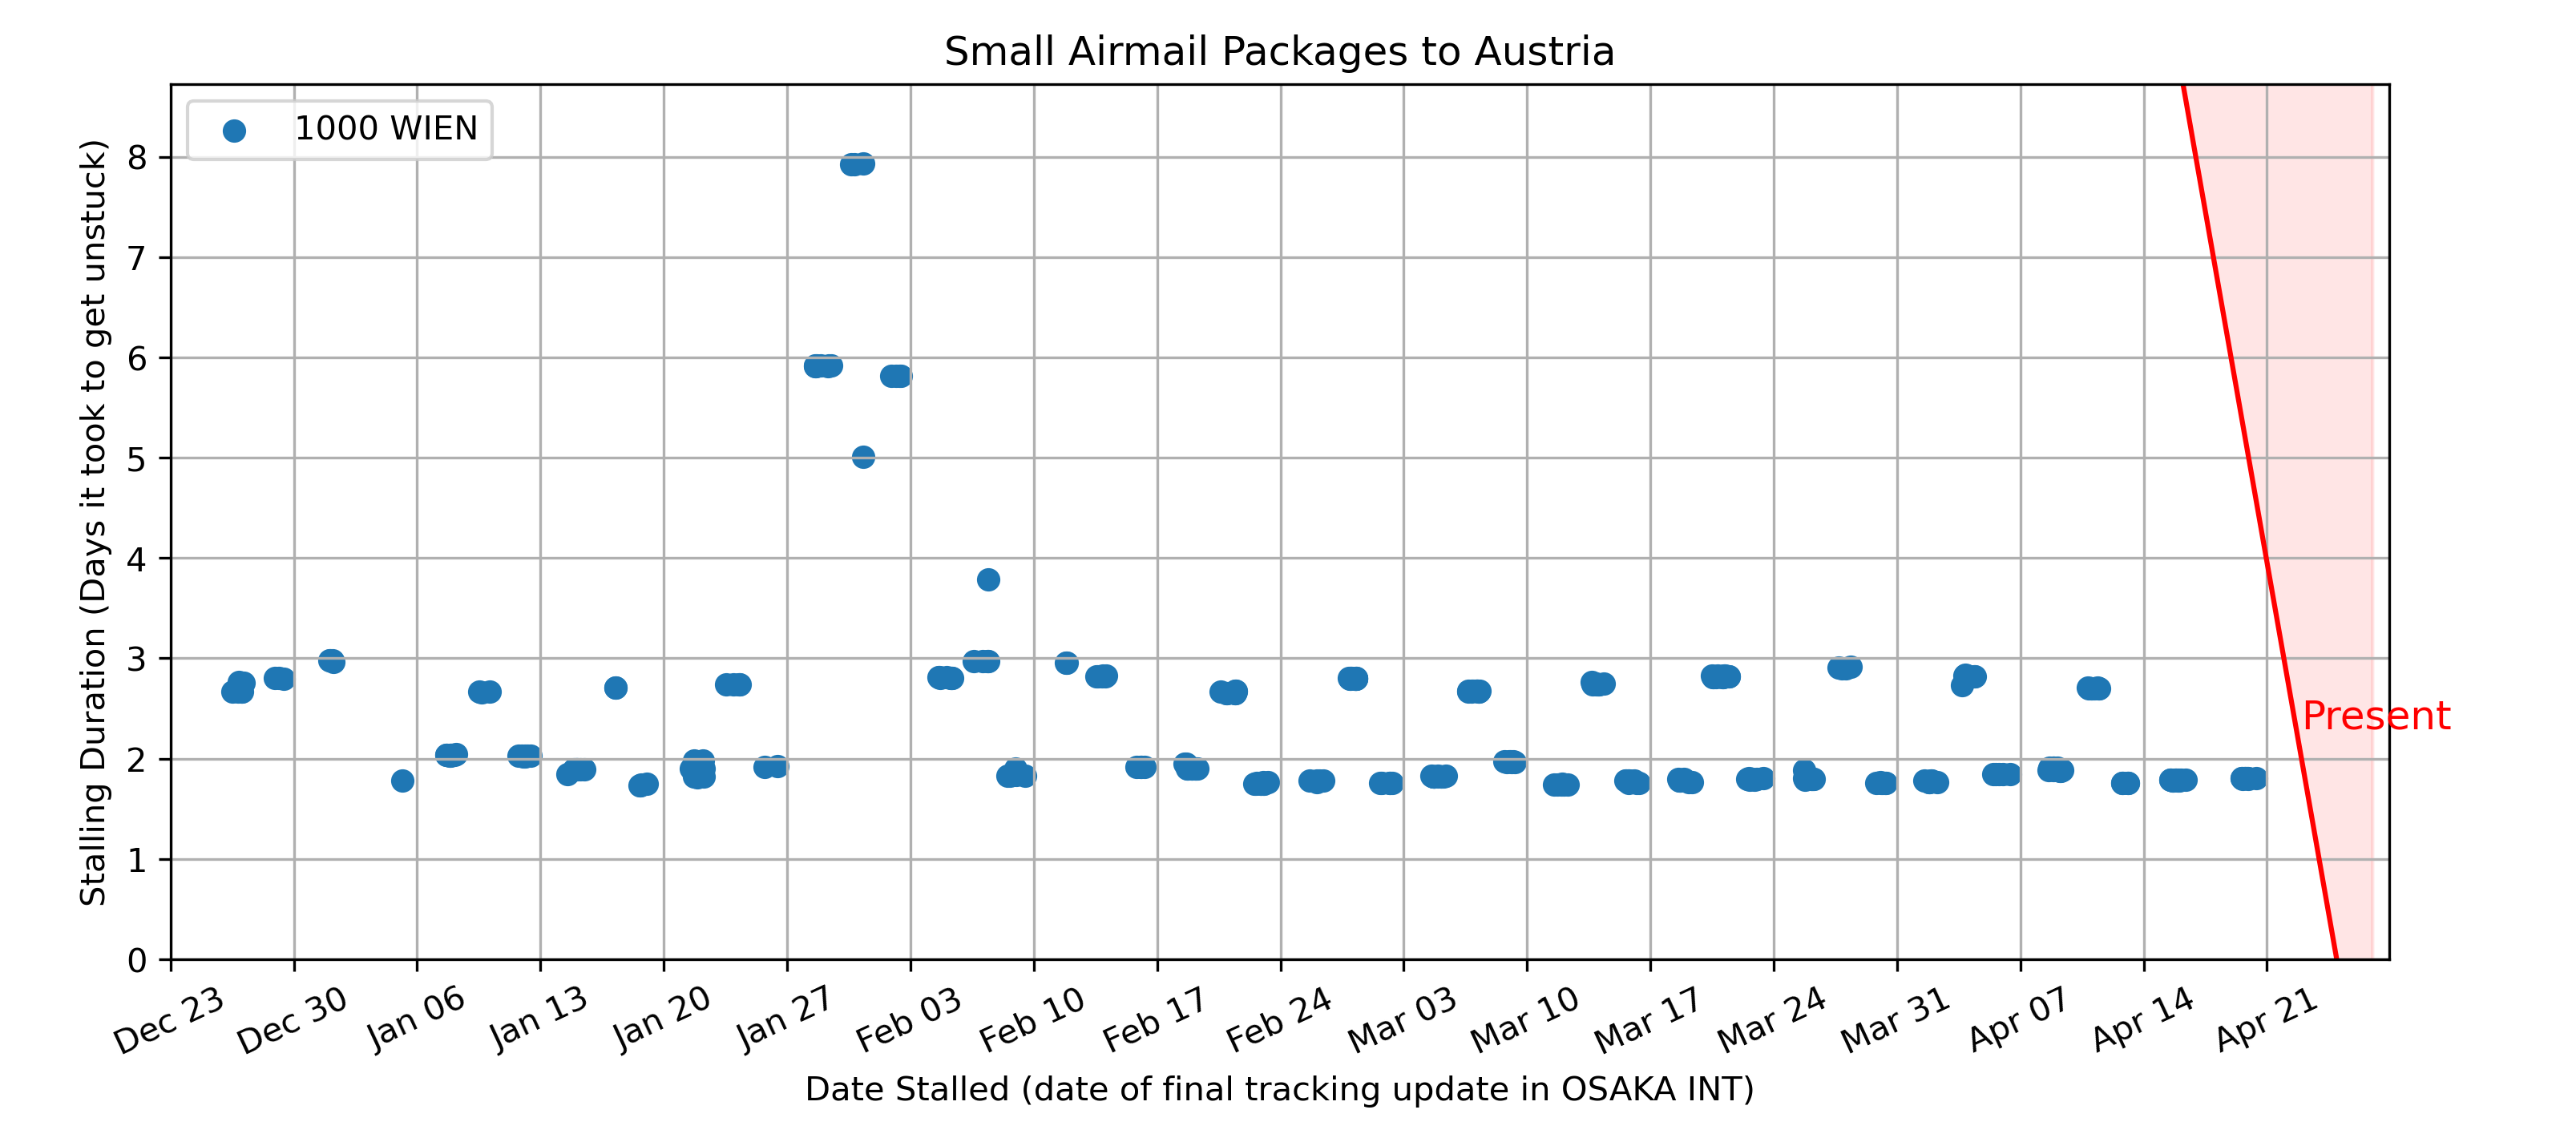 Small Airmail Packages to Austria
1000 WIEN
Stalling Duration (Days it took to get unstuck)
8
7
6
5
4
3
2
1
0
Present
Dec 23
Dec 30
Jan 06
Jan 13
Jan 20
Jan 27
Feb 03
Feb 10
Feb 17
Feb 24
Mar 03
Mar 10
Mar 17
Mar 24
Mar 31
Apr 07
Apr 14
Apr 21
Date Stalled (date of final tracking update in OSAKA INT)